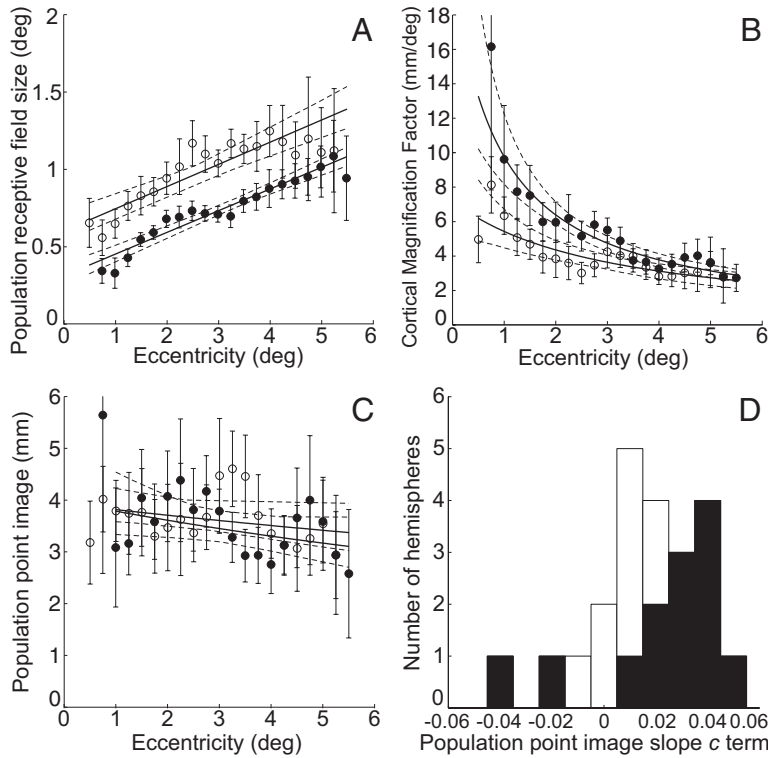 A
Population receptive field size (deg)
2
1.5
1
0.5
0
0 1 2 3 4 5 6
Eccentricity (deg)
B
Cortical Magnification Factor (mm/deg)
18
16
14
12
10
8
6
4
2
0
0 1 2 3 4 5 6
Eccentricity (deg)
C
Population point image (mm)
6
5
4
3
2
1
0
0 1 2 3 4 5 6
Eccentricity (deg)
D
Number of hemispheres
6
5
4
3
2
1
0
-0.06 -0.04 -0.02 0 0.02 0.04 0.06
Population point image slope c term